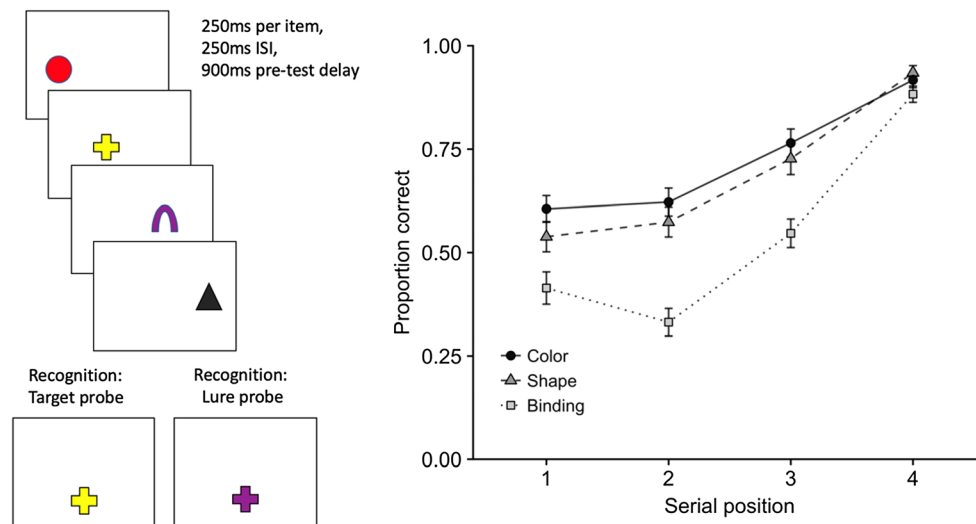 250ms per item,
250ms ISI,
900ms pre-test delay
Recognition:
Target probe
Recognition:
Lure probe
Proportion correct
1.00
0.75
0.50
0.25
0.00
Color
Shape
Binding
1 2 3 4
Serial position